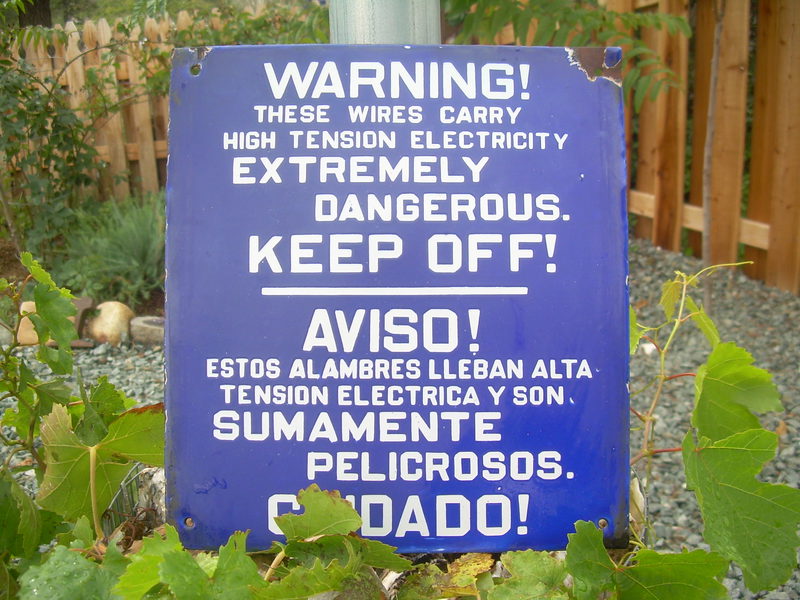 WARNING!
THESE WIRES CARRY
HIGH TENSION ELECTRICITY
EXTREMELY
DANGEROUS.
KEEP OFF!
AVISO!
ESTOS ALAMBRES LLEBAN ALTA
TENSION ELECTRICA Y SON
SUMAMENTE
PELICROSOS.
CUIDADO!